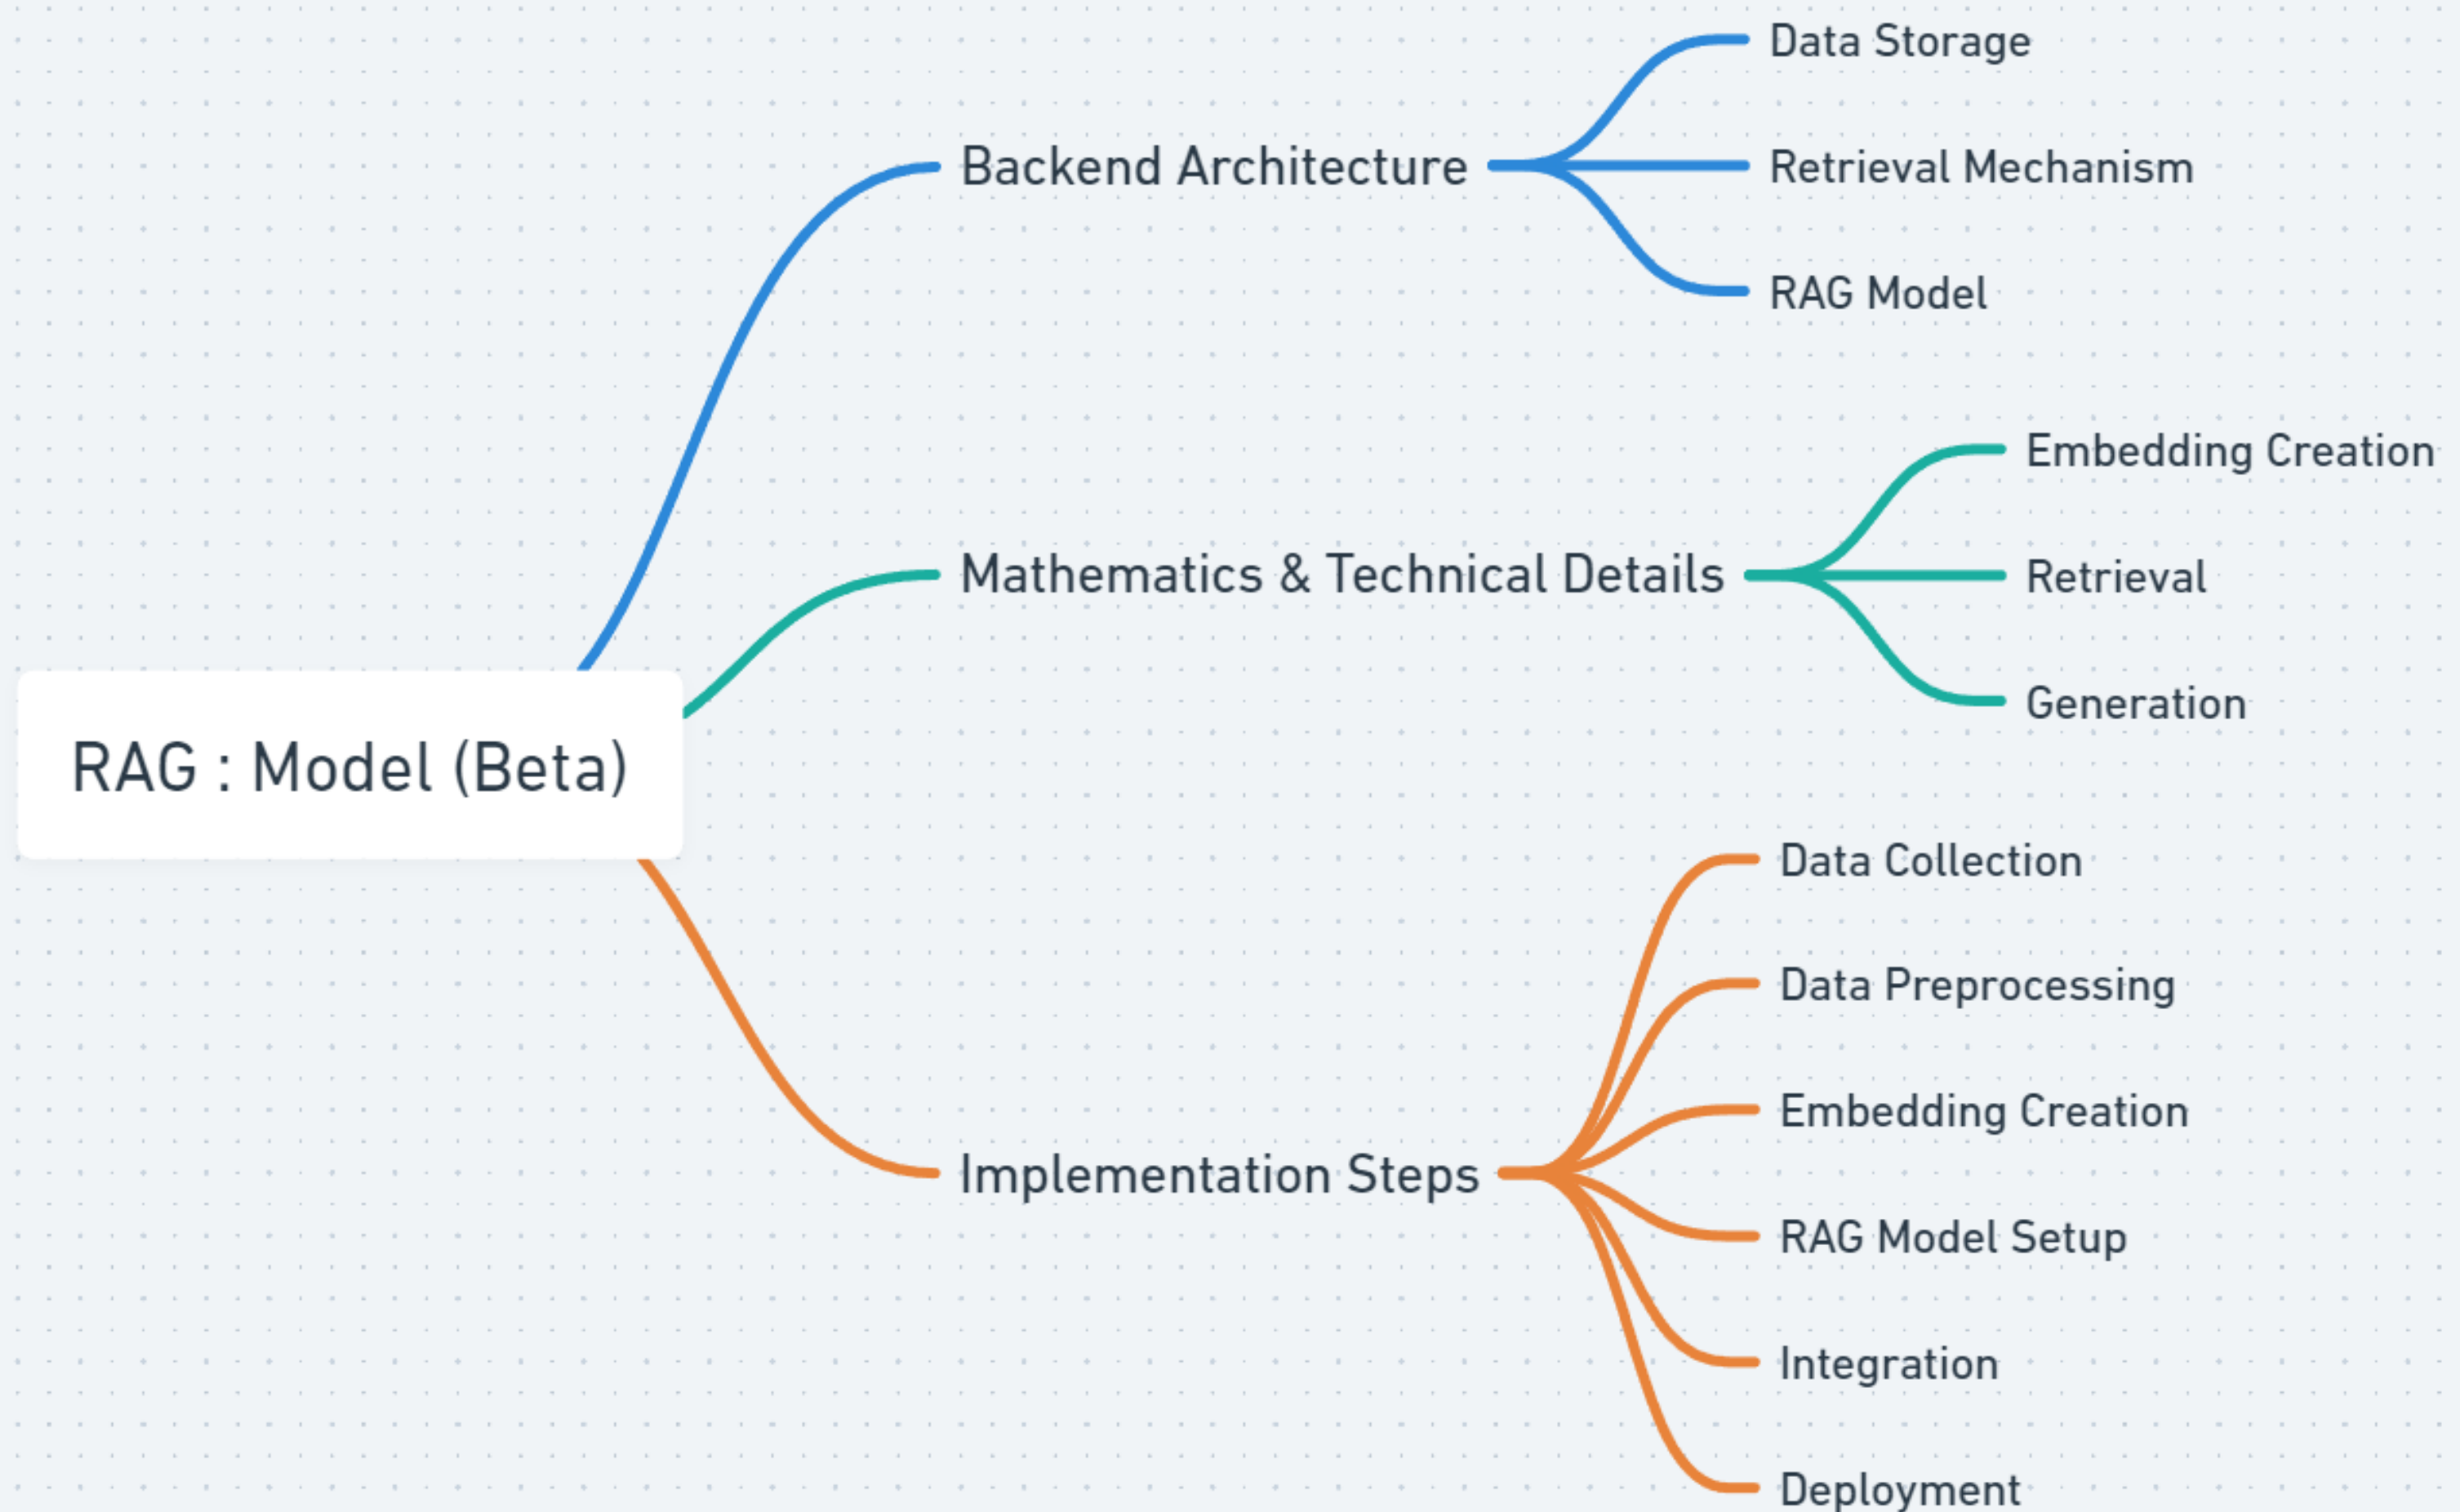 RAG : Model (Beta)
Backend Architecture
Data Storage
Retrieval Mechanism
RAG Model
Mathematics & Technical Details
Embedding Creation
Retrieval
Generation
Implementation Steps
Data Collection
Data Preprocessing
Embedding Creation
RAG Model Setup
Integration
Deployment